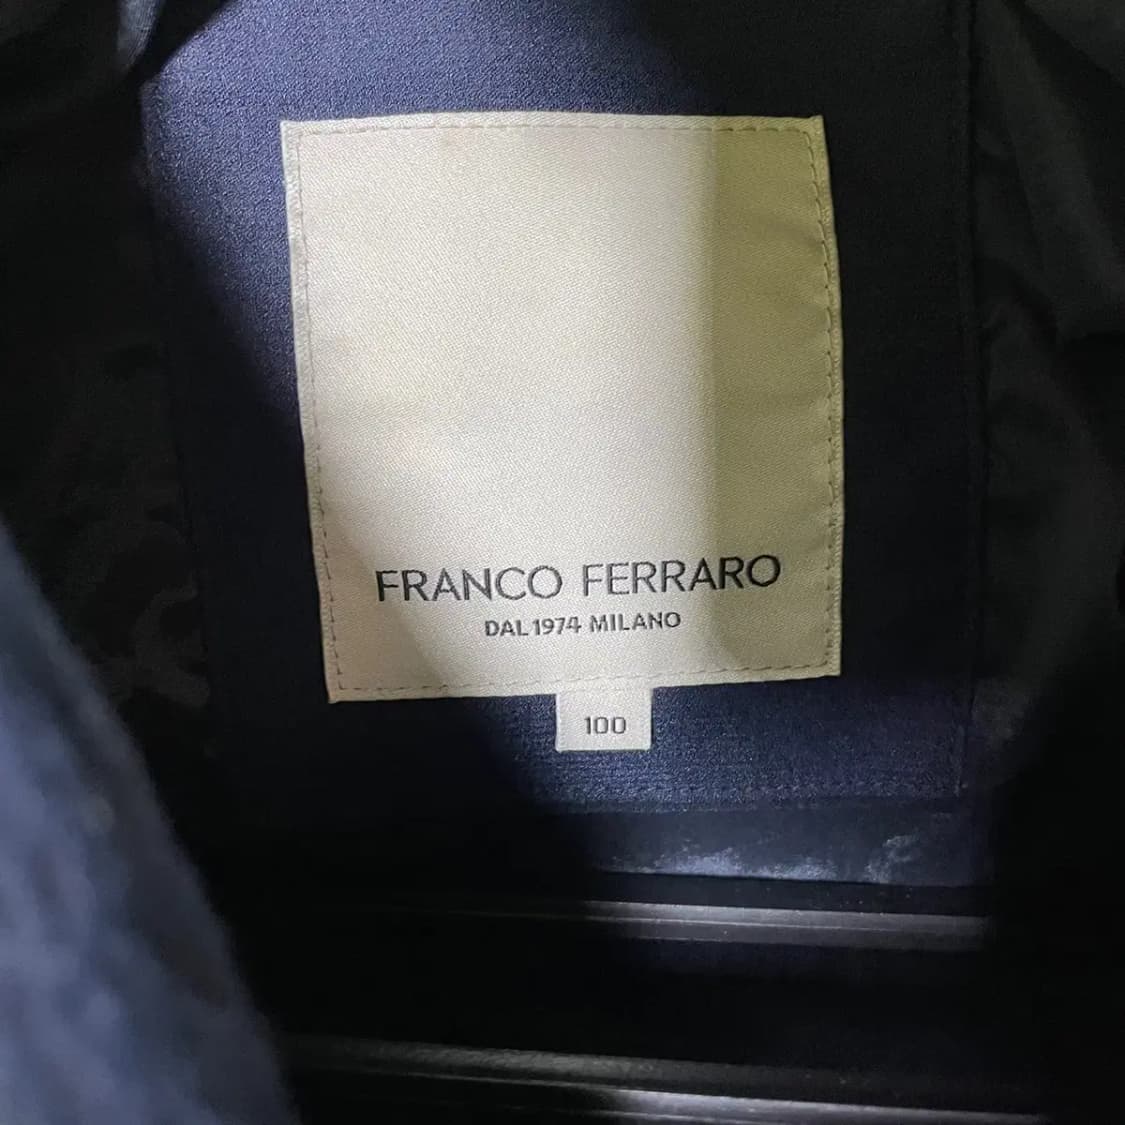 FRANCO FERRARO
DAL 1974 MILANO
100